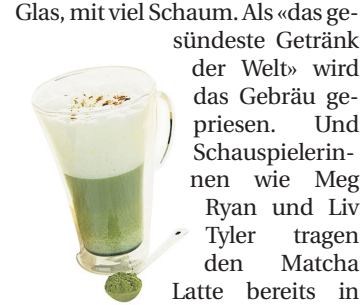 Glas, mit viel Schaum. Als «das ge-
sündeste Getränk
der Welt» wird
das Gebräu ge-
priesen. Und
Schauspielerin-
nen wie Meg
Ryan und Liv
Tyler tragen
den Matcha
Latte bereits in